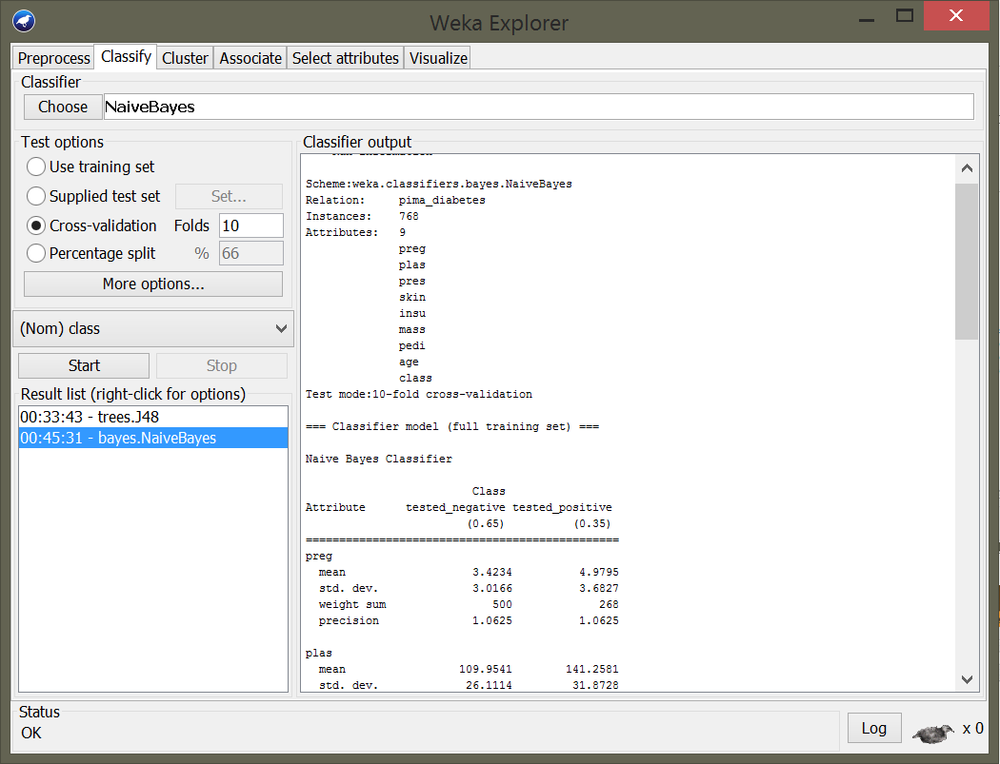 Weka Explorer
Preprocess Classify Cluster Associate Select attributes Visualize
Classifier
Choose NaiveBayes
Test options
Use training set
Supplied test set Set...
Cross-validation Folds 10
Percentage split % 66
More options...
(Nom) class
Start Stop
Result list (right-click for options)
00:33:43 - trees.J48
00:45:31 - bayes.NaiveBayes
Classifier output
Scheme:weka.classifiers.bayes.NaiveBayes
Relation: pima_diabetes
Instances: 768
Attributes: 9
preg
plas
pres
skin
insu
mass
pedi
age
class
Test mode:10-fold cross-validation
=== Classifier model (full training set) ===
Naive Bayes Classifier
Class
Attribute tested_negative tested_positive
(0.65) (0.35)
===============================================
preg
mean 3.4234 4.9795
std. dev. 3.0166 3.6827
weight sum 500 268
precision 1.0625 1.0625
plas
mean 109.9541 141.2581
std. dev. 26.1114 31.8728
Status
OK
Log x 0